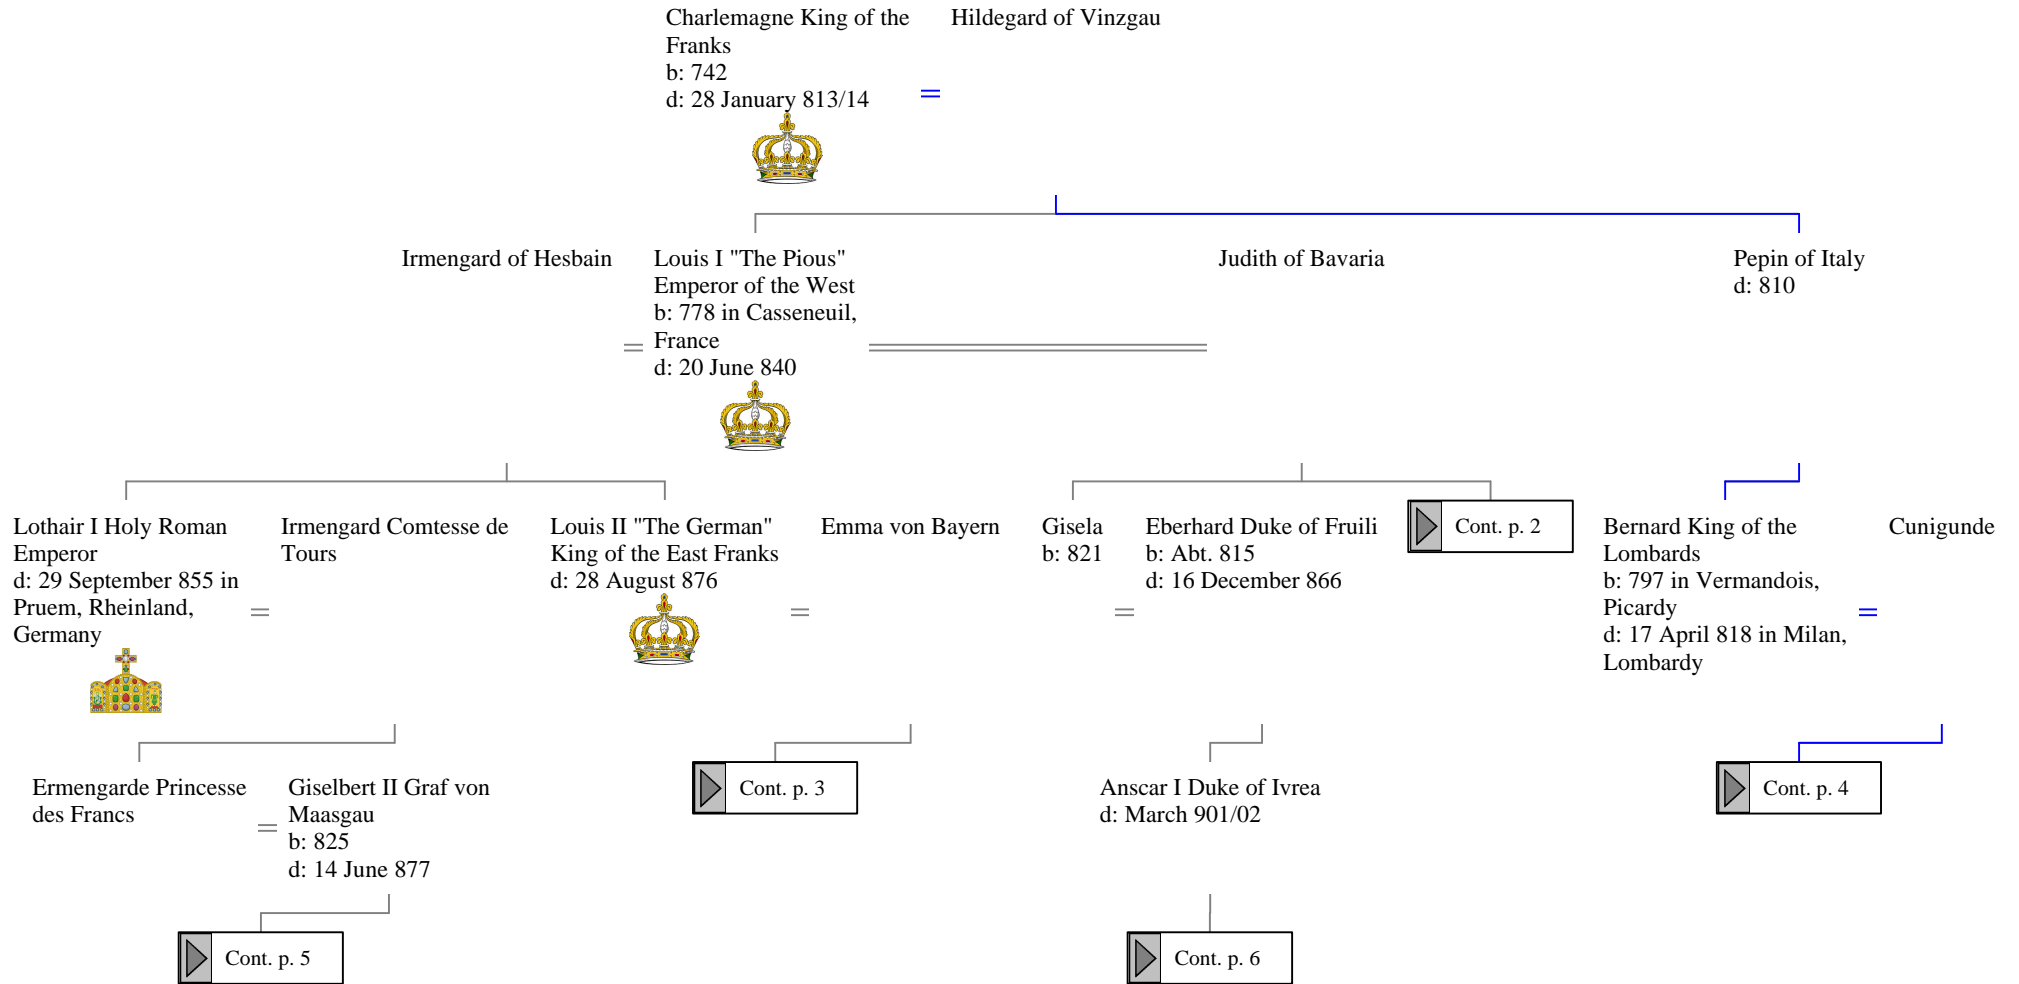 Charlemagne King of the
Franks
b: 742
d: 28 January 813/14
=
Hildegard of Vinzgau
Irmengard of Hesbain
=
Louis I "The Pious"
Emperor of the West
b: 778 in Casseneuil,
France
d: 20 June 840
Judith of Bavaria
Pepin of Italy
d: 810
Lothair I Holy Roman
Emperor
d: 29 September 855 in
Pruem, Rheinland,
Germany
=
Irmengard Comtesse de
Tours
Louis II "The German"
King of the East Franks
d: 28 August 876
=
Emma von Bayern
Gisela
b: 821
=
Eberhard Duke of Fruili
b: Abt. 815
d: 16 December 866
Cont. p. 2
Bernard King of the
Lombards
b: 797 in Vermandois,
Picardy
d: 17 April 818 in Milan,
Lombardy
=
Cunigunde
Ermengarde Princesse
des Francs
=
Giselbert II Graf von
Maasgau
b: 825
d: 14 June 877
Cont. p. 3
Anscar I Duke of Ivrea
d: March 901/02
Cont. p. 4
Cont. p. 5
Cont. p. 6